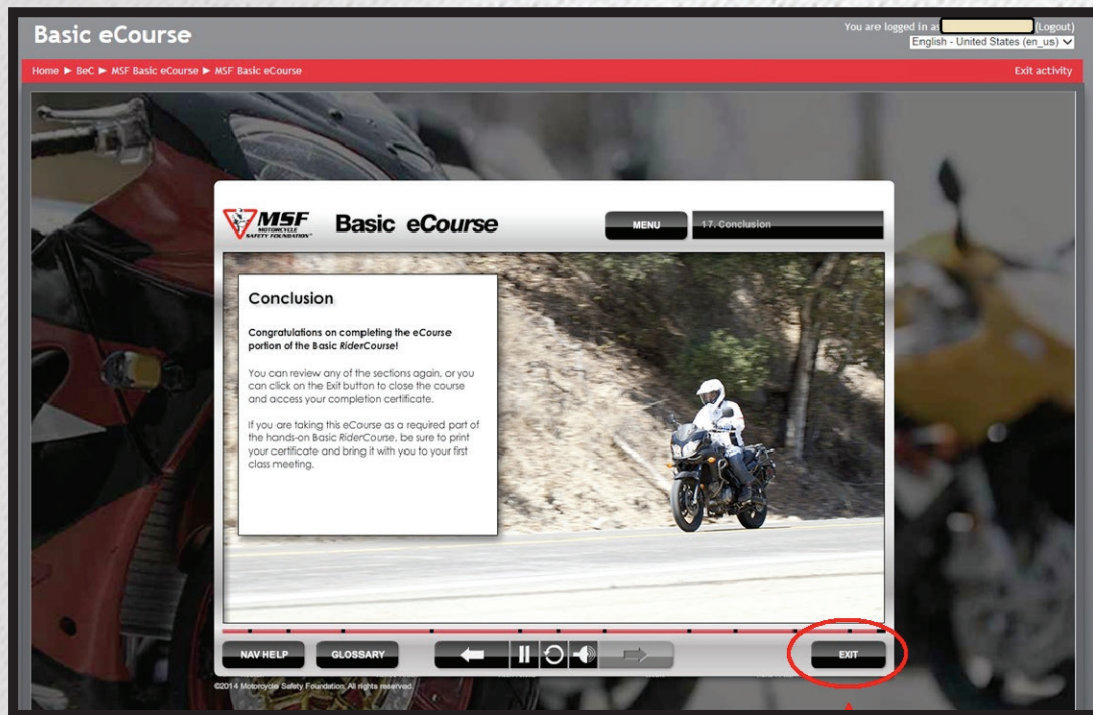 Basic eCourse
You are logged in as (Logout)
English - United States (en_us)
Home ► BeC ► MSF Basic eCourse ► MSF Basic eCourse
Exit activity
MSF
MOTORCYCLE
SAFETY FOUNDATION
Basic eCourse
MENU
17. Conclusion
Conclusion
Congratulations on completing the eCourse
portion of the Basic RiderCourse!
You can review any of the sections again, or you
can click on the Exit button to close the course
and access your completion certificate.
If you are taking this eCourse as a required part of
the hands-on Basic RiderCourse, be sure to print
your certificate and bring it with you to your first
class meeting.
NAV HELP
GLOSSARY
EXIT
©2014 Motorcycle Safety Foundation. All rights reserved.